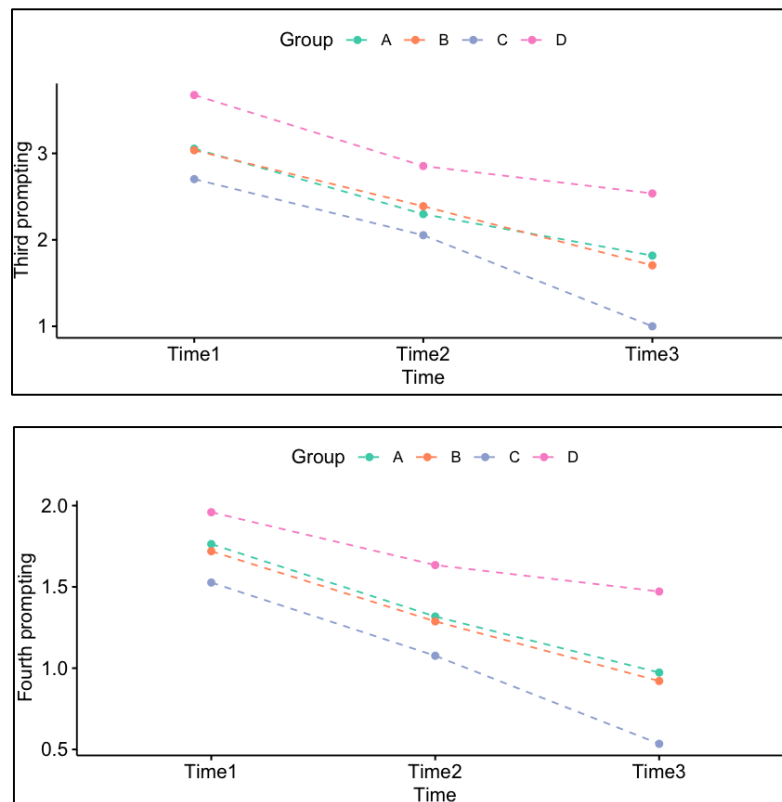 Group A B C D
Third prompting
3
2
1
Time1 Time2 Time3
Time
Group A B C D
Fourth prompting
2.0
1.5
1.0
0.5
Time1 Time2 Time3
Time